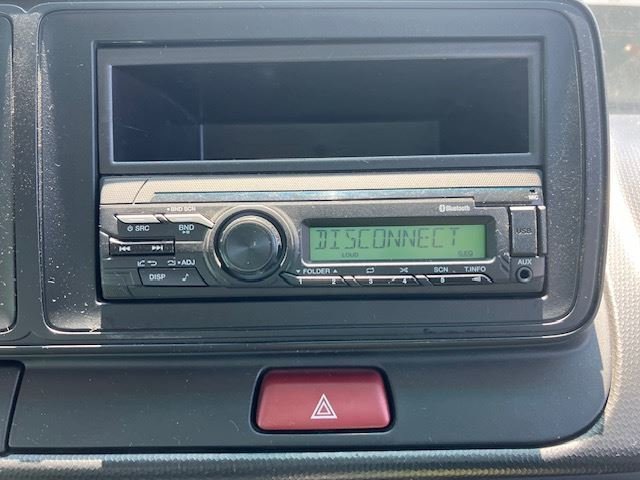 BND SCN
Bluetooth
SRC
BND
DISCONNECT
LOUD
USB
ADJ
DISP
FOLDER
SCN
T.INFO
AUX
1 2 3 4 5 6